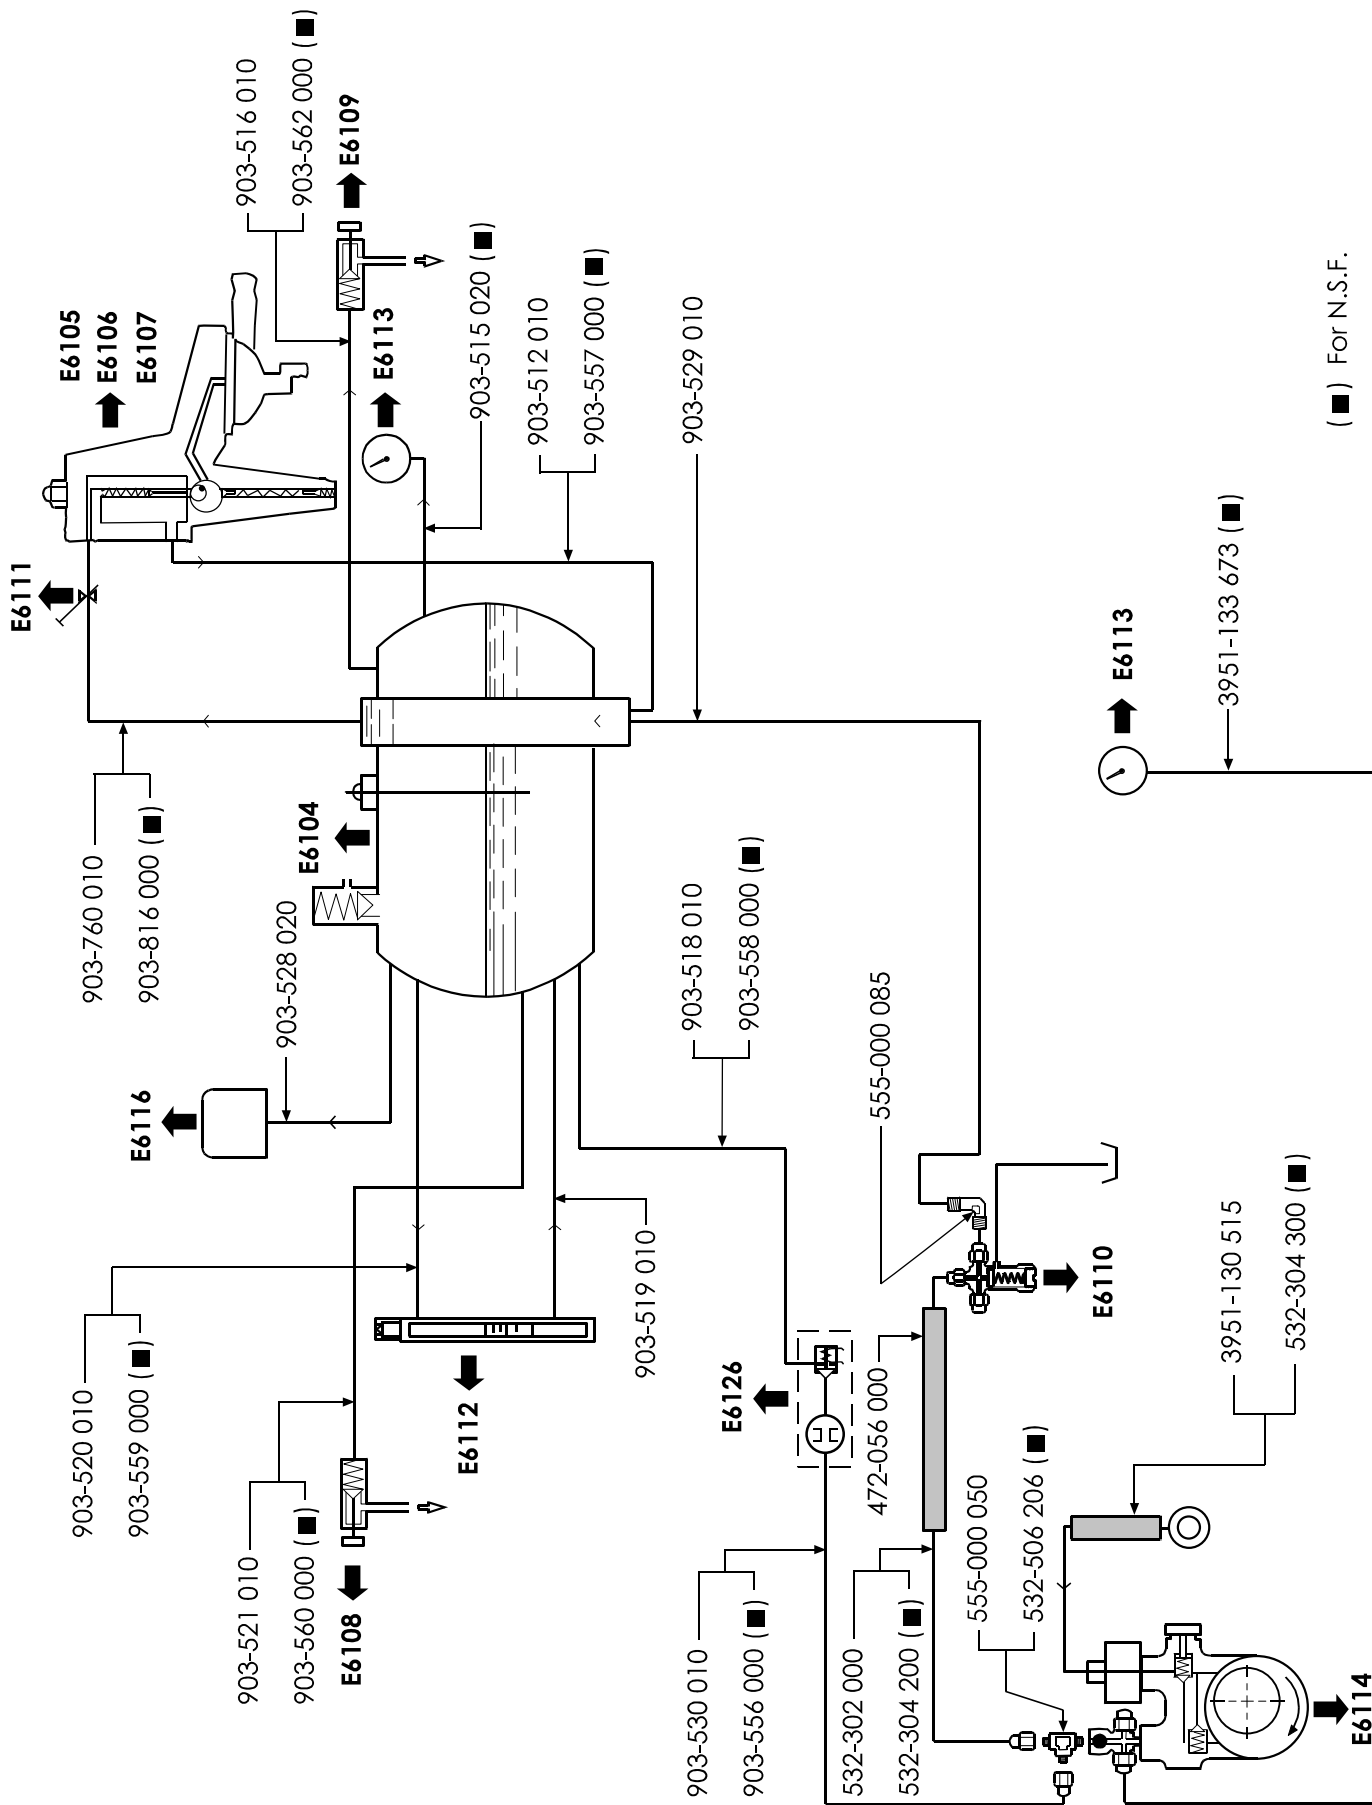 E6111
E6105
E6106
E6107
903-516 010
903-562 000 (■)
E6109
E6113
903-515 020 (■)
903-512 010
903-557 000 (■)
903-529 010
903-760 010
903-816 000 (■)
E6104
903-528 020
E6116
903-518 010
903-558 000 (■)
555-000 085
E6113
3951-133 673 (■)
903-520 010
903-559 000 (■)
903-521 010
903-560 000 (■)
E6108
E6112
903-519 010
E6126
472-056 000
E6110
903-530 010
903-556 000 (■)
532-302 000
532-304 200 (■)
555-000 050
532-506 206 (■)
3951-130 515
532-304 300 (■)
E6114
(■) For N.S.F.